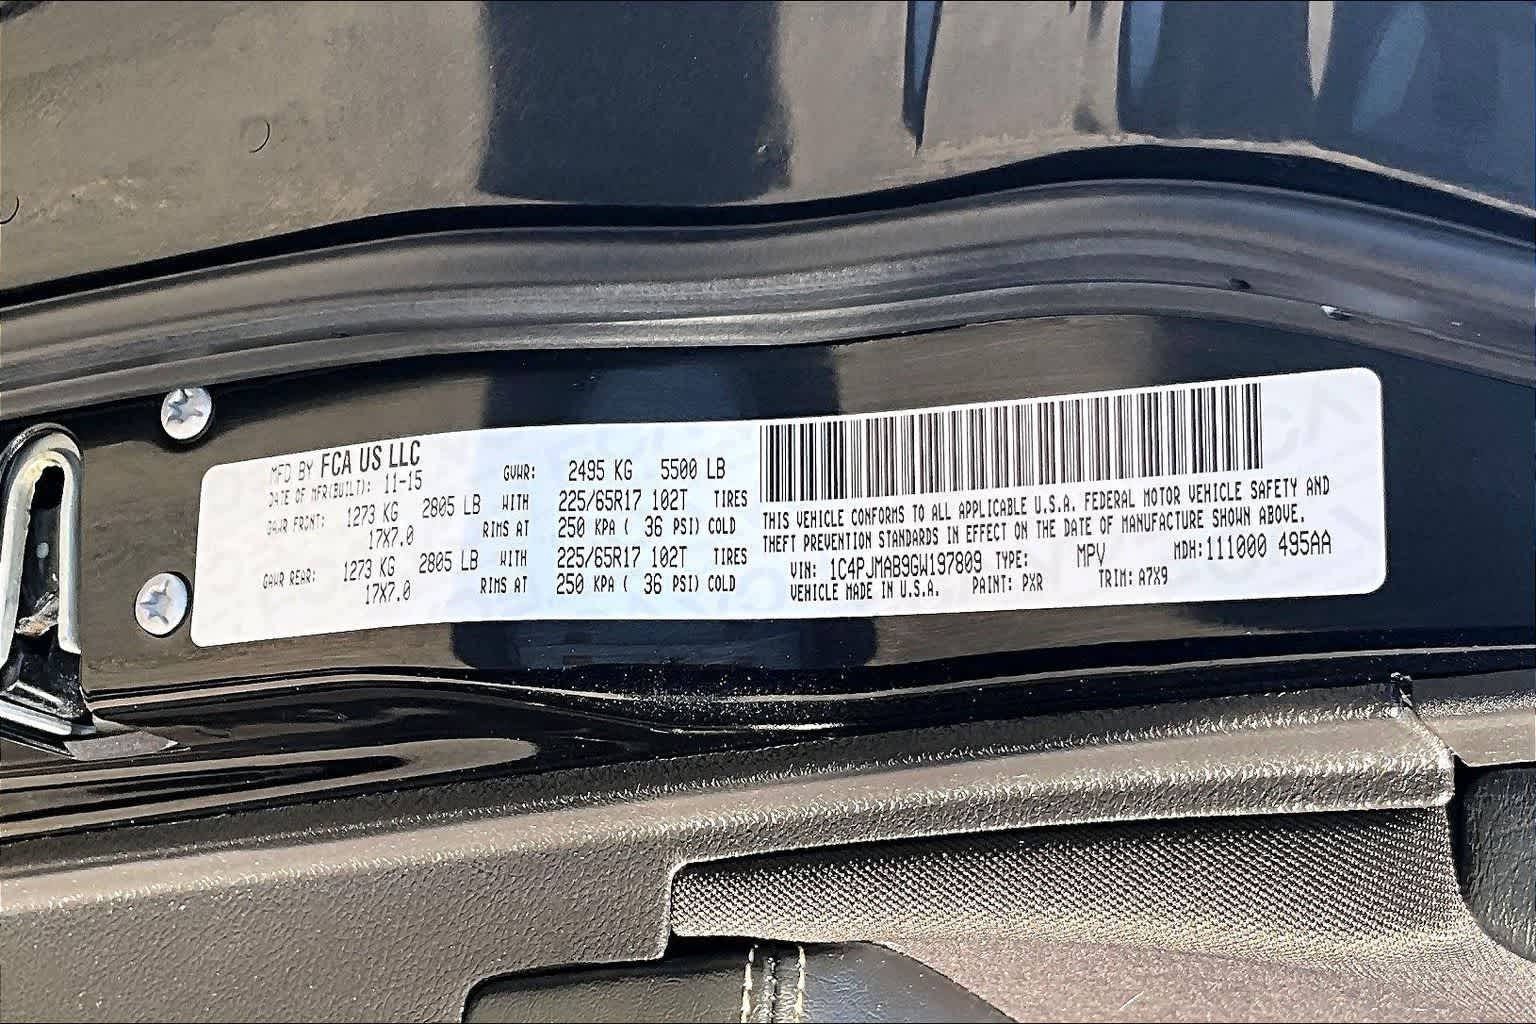 MFD BY FCA US LLC
DATE OF MFR(BUILT): 11-15
GVWR: 2495 KG 5500 LB
GAWR FRONT: 1273 KG 2805 LB WITH 225/65R17 102T TIRES
17X7.0 RIMS AT 250 KPA ( 36 PSI) COLD
GAWR REAR: 1273 KG 2805 LB WITH 225/65R17 102T TIRES
17X7.0 RIMS AT 250 KPA ( 36 PSI) COLD
THIS VEHICLE CONFORMS TO ALL APPLICABLE U.S.A. FEDERAL MOTOR VEHICLE SAFETY AND
THEFT PREVENTION STANDARDS IN EFFECT ON THE DATE OF MANUFACTURE SHOWN ABOVE.
VIN: 1C4PJMAB9GW197809 TYPE: MPV MDH:111000 495AA
VEHICLE MADE IN U.S.A. PAINT: PXR TRIM: A7X9